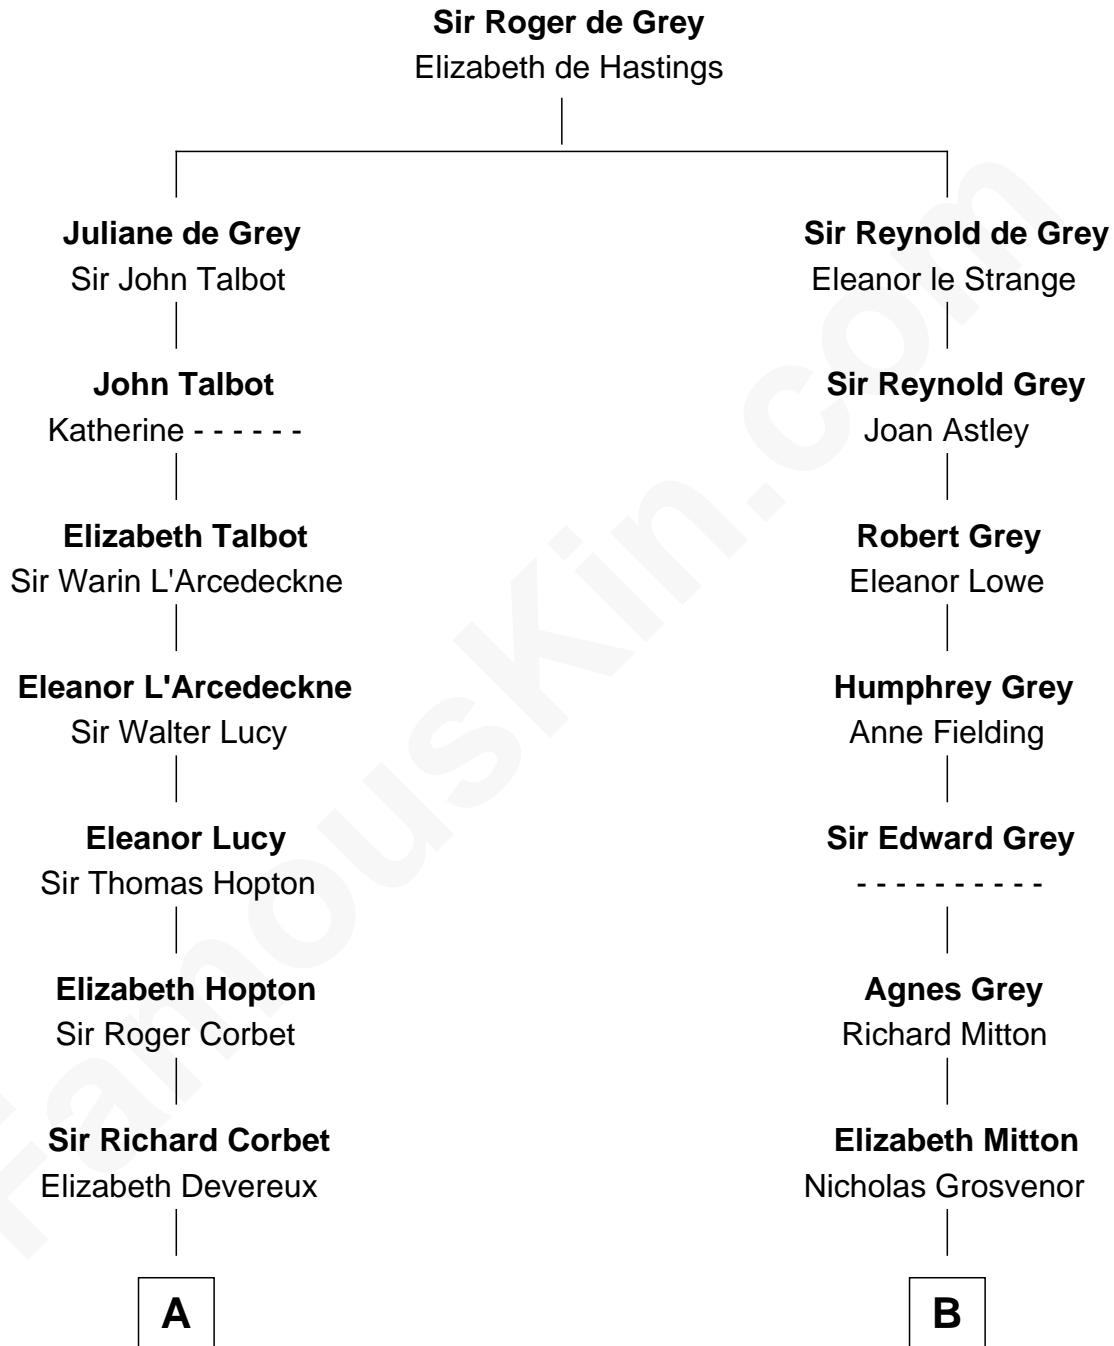 Sir Roger de Grey
Elizabeth de Hastings
Juliane de Grey
Sir John Talbot
Sir Reynold de Grey
Eleanor le Strange
John Talbot
Katherine - - - - - -
Sir Reynold Grey
Joan Astley
Elizabeth Talbot
Sir Warin L'Arcedeckne
Robert Grey
Eleanor Lowe
Eleanor L'Arcedeckne
Sir Walter Lucy
Humphrey Grey
Anne Fielding
Eleanor Lucy
Sir Thomas Hopton
Sir Edward Grey
- - - - - - - - - -
Elizabeth Hopton
Sir Roger Corbet
Agnes Grey
Richard Mitton
Sir Richard Corbet
Elizabeth Devereux
Elizabeth Mitton
Nicholas Grosvenor
A
B
FamousKin.com